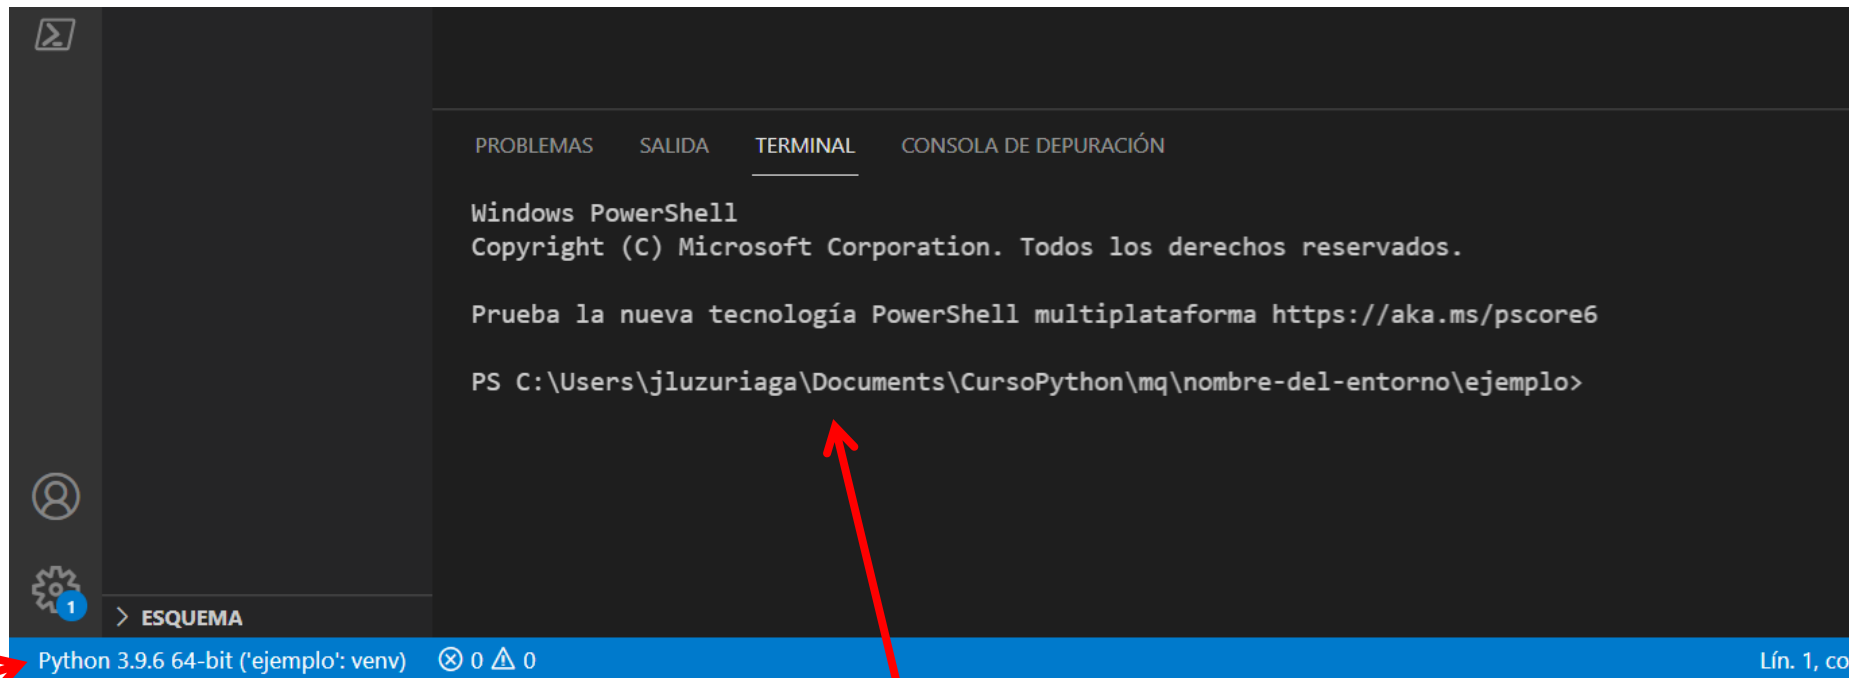 PROBLEMAS SALIDA TERMINAL CONSOLA DE DEPURACIÓN
Windows PowerShell
Copyright (C) Microsoft Corporation. Todos los derechos reservados.
Prueba la nueva tecnología PowerShell multiplataforma https://aka.ms/pscore6
PS C:\Users\jluzuriaga\Documents\CursoPython\mq\nombre-del-entorno\ejemplo>
1
> ESQUEMA
Python 3.9.6 64-bit ('ejemplo': venv) 0 0 Lín. 1, co